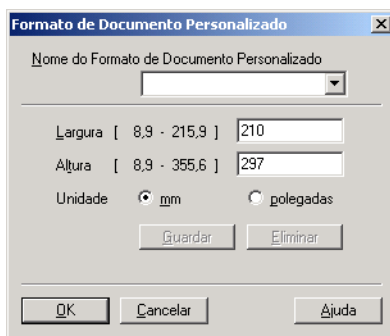 Formato de Documento Personalizado
Nome do Formato de Documento Personalizado
Largura [ 8,9 - 215,9 ] 210
Altura [ 8,9 - 355,6 ] 297
Unidade mm polegadas
Guardar Eliminar
OK Cancelar Ajuda